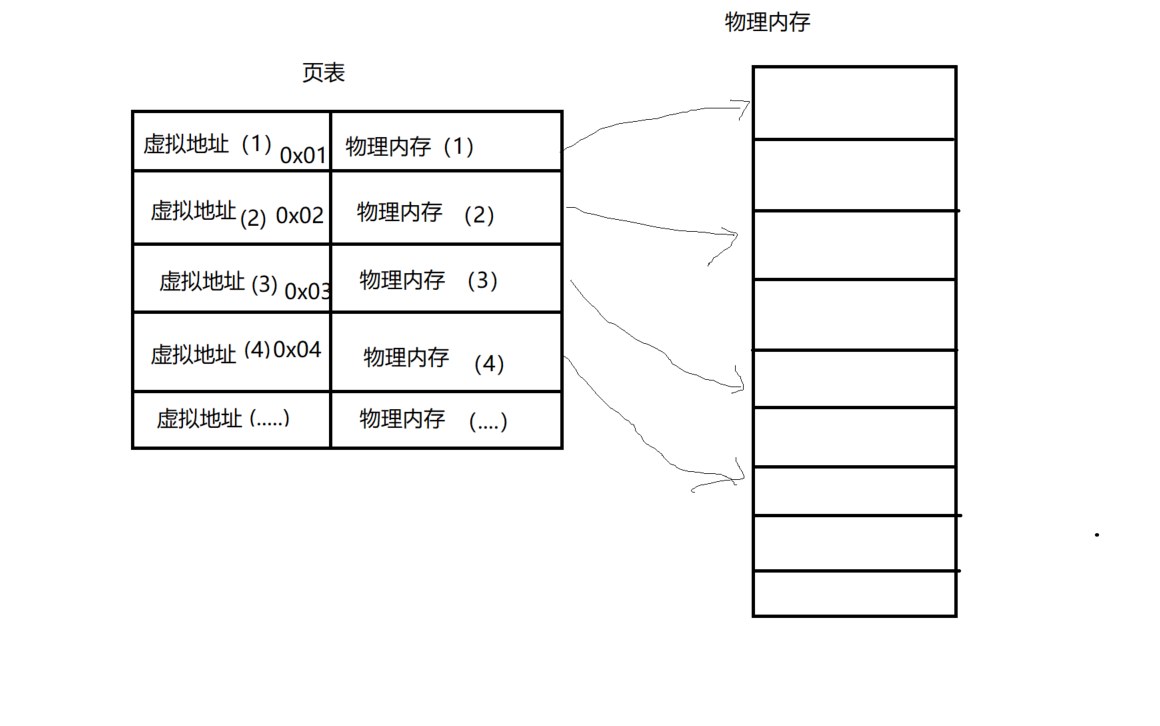 物理内存
页表
虚拟地址 (1) 0x01 物理内存 (1)
虚拟地址 (2) 0x02 物理内存 (2)
虚拟地址 (3) 0x03 物理内存 (3)
虚拟地址 (4) 0x04 物理内存 (4)
虚拟地址 (.....) 物理内存 (....)